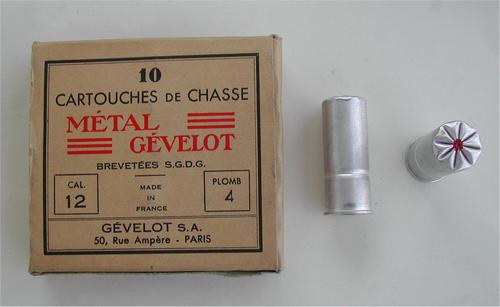 10
CARTOUCHES DE CHASSE
MÉTAL
GÉVELOT
BREVETÉES S.G.D.G.
CAL.
12
MADE
IN
FRANCE
PLOMB
4
GÉVELOT S.A.
50, Rue Ampère - PARIS